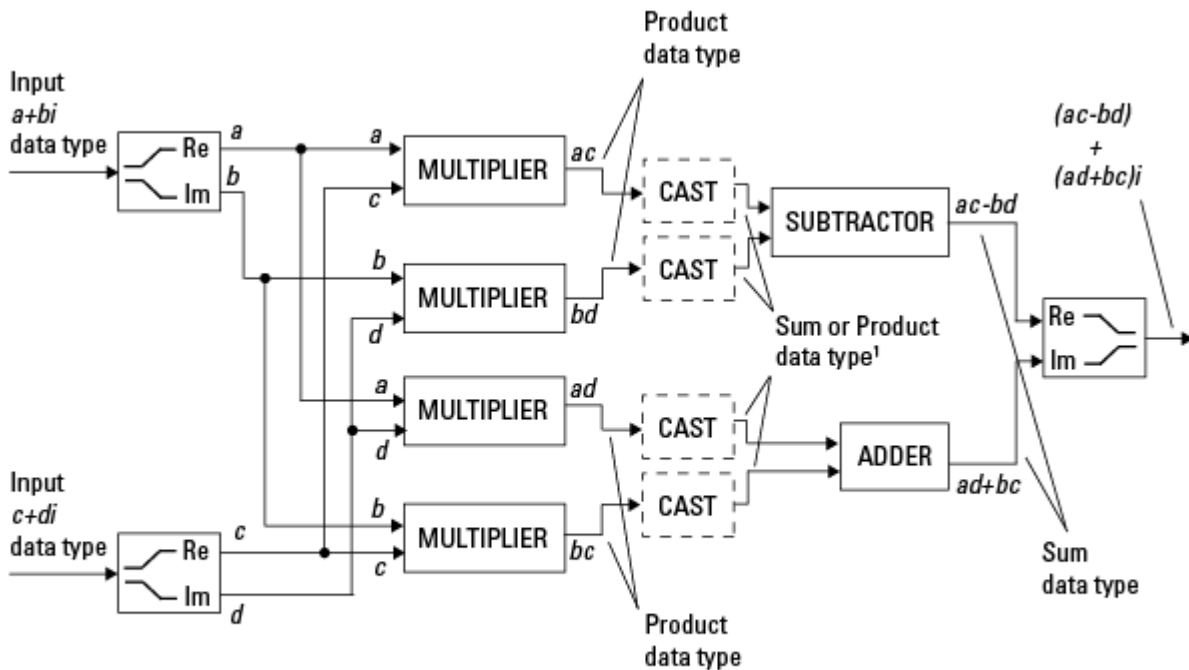 Product
data type
Input
a+bi
data type
(ac-bd)
+
(ad+bc)i
Re
Im
a
b
a
c
MULTIPLIER
ac
CAST
CAST
SUBTRACTOR
ac-bd
b
d
MULTIPLIER
bd
Sum or Product
data type¹
Re
Im
a
d
MULTIPLIER
ad
CAST
CAST
ADDER
ad+bc
Input
c+di
data type
Re
Im
c
d
b
c
MULTIPLIER
bc
Sum
data type
Product
data type